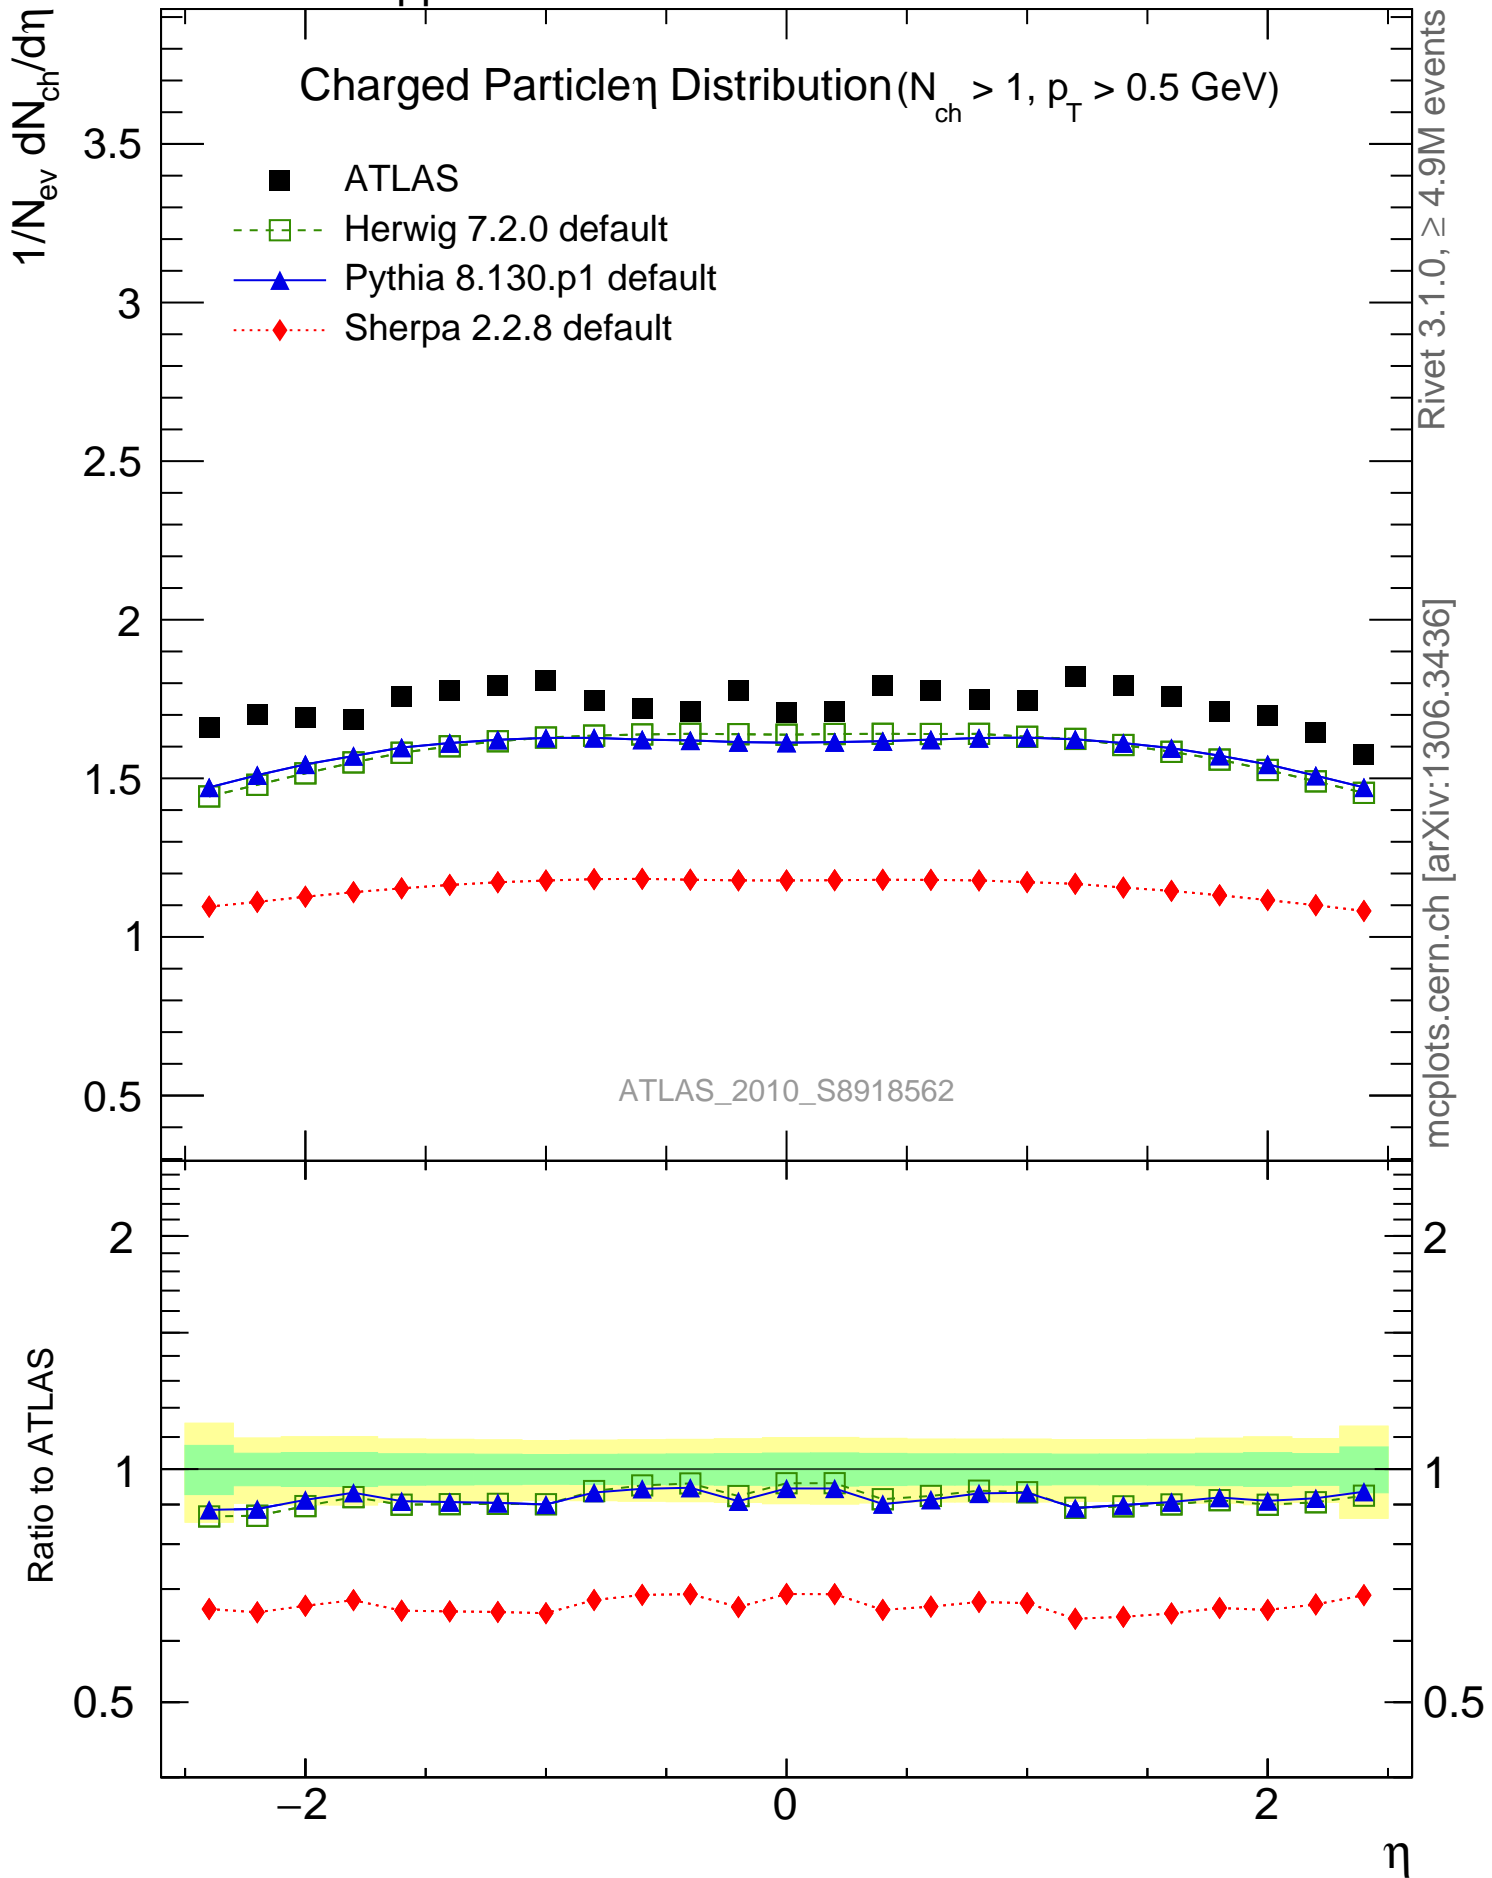 pp
1/N_ev dN_ch/dη
Charged Particleη Distribution(N_ch > 1, p_T > 0.5 GeV)
ATLAS
Herwig 7.2.0 default
Pythia 8.130.p1 default
Sherpa 2.2.8 default
3.5
3
2.5
2
1.5
1
0.5
ATLAS_2010_S8918562
Rivet 3.1.0, ≥ 4.9M events
mcplots.cern.ch [arXiv:1306.3436]
Ratio to ATLAS
2
1
0.5
2
1
0.5
−2
0
2
η